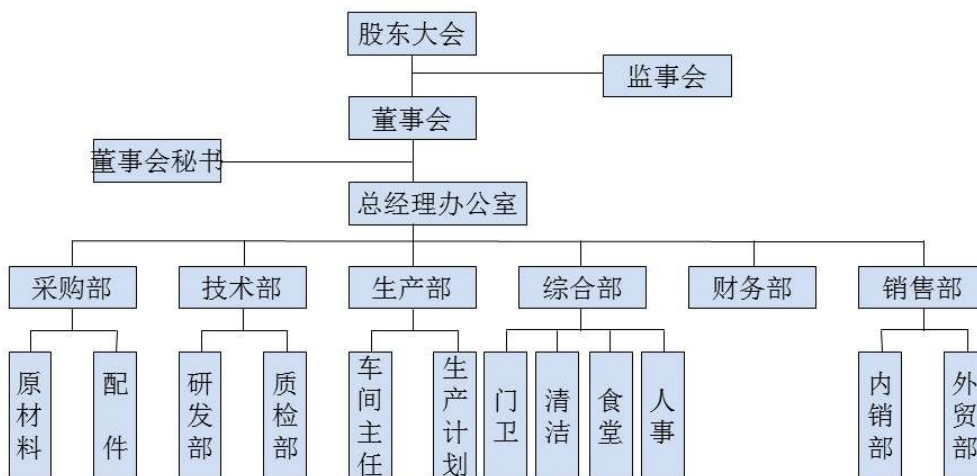 股东大会
监事会
董事会
董事会秘书
总经理办公室
采购部
技术部
生产部
综合部
财务部
销售部
原材料
配件
研发部
质检部
车间主任
生产计划
门卫
清洁
食堂
人事
内销部
外贸部